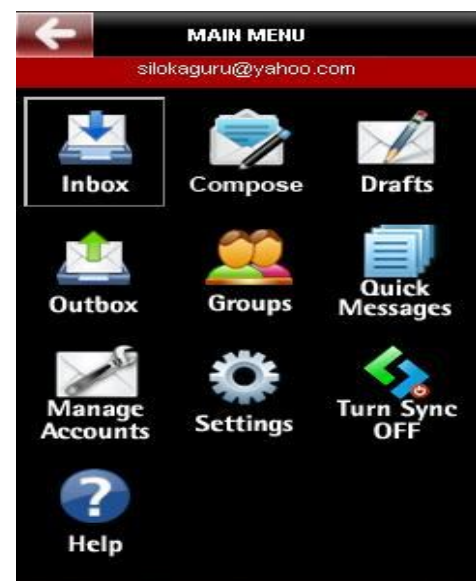 MAIN MENU
silokaguru@yahoo.com
Inbox
Compose
Drafts
Outbox
Groups
Quick
Messages
Manage
Accounts
Settings
Turn Sync
OFF
?
Help